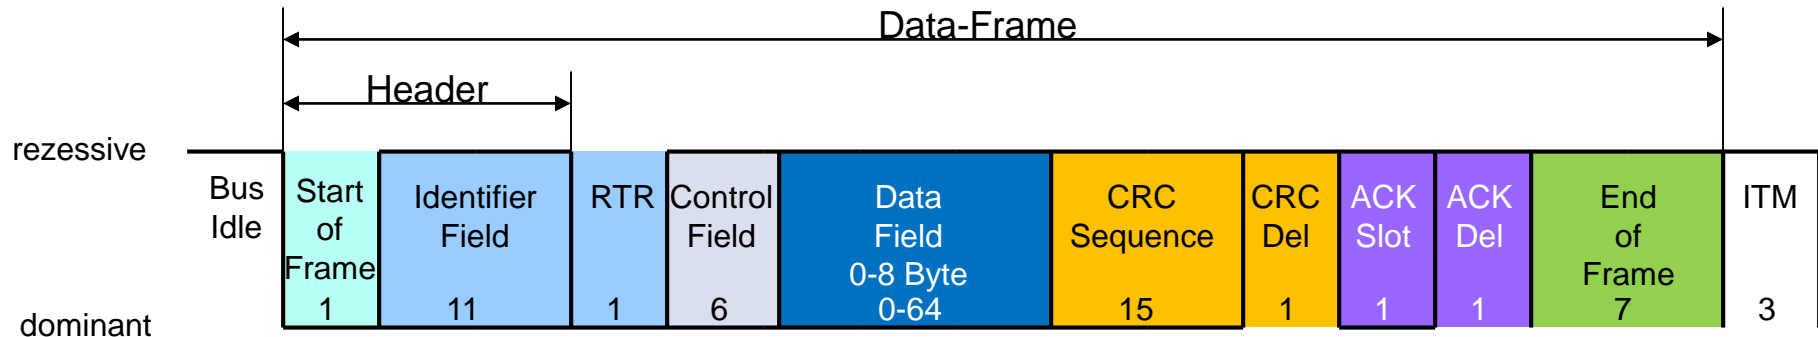 Data-Frame
Header
rezessive
Bus
Idle
Start
of
Frame
1
Identifier
Field
11
RTR
1
Control
Field
6
Data
Field
0-8 Byte
0-64
CRC
Sequence
15
CRC
Del
1
ACK
Slot
1
ACK
Del
1
End
of
Frame
7
ITM
3
dominant